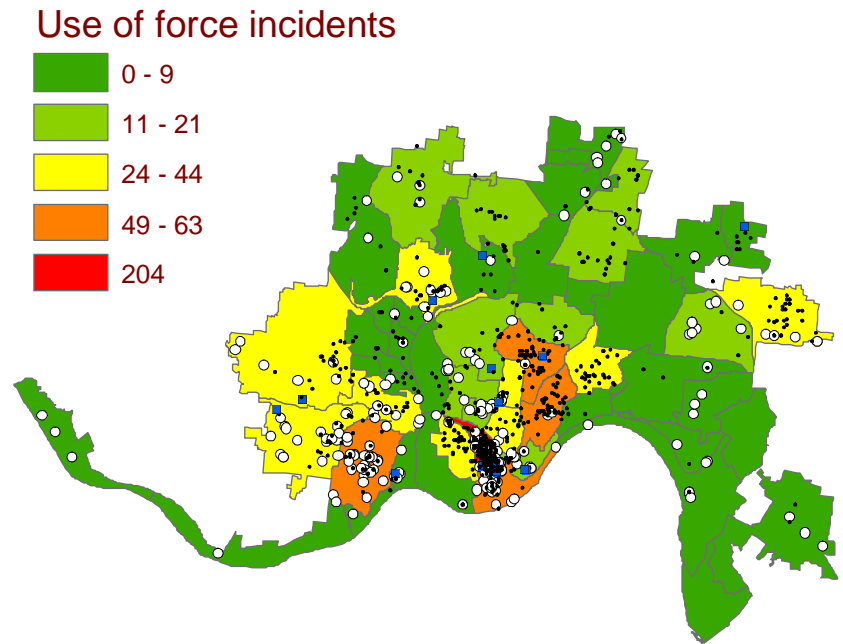 Use of force incidents
0 - 9
11 - 21
24 - 44
49 - 63
204